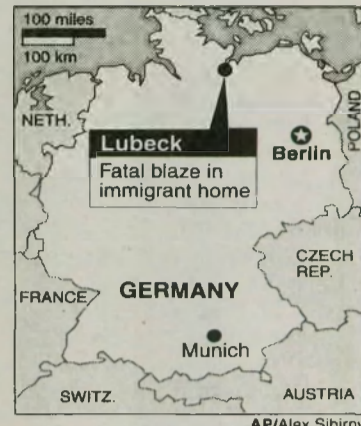 100 miles
100 km
NETH.
POLAND
Lubeck
Berlin
Fatal blaze in
immigrant home
CZECH
REP.
FRANCE
GERMANY
Munich
SWITZ.
AUSTRIA
AP/Alex